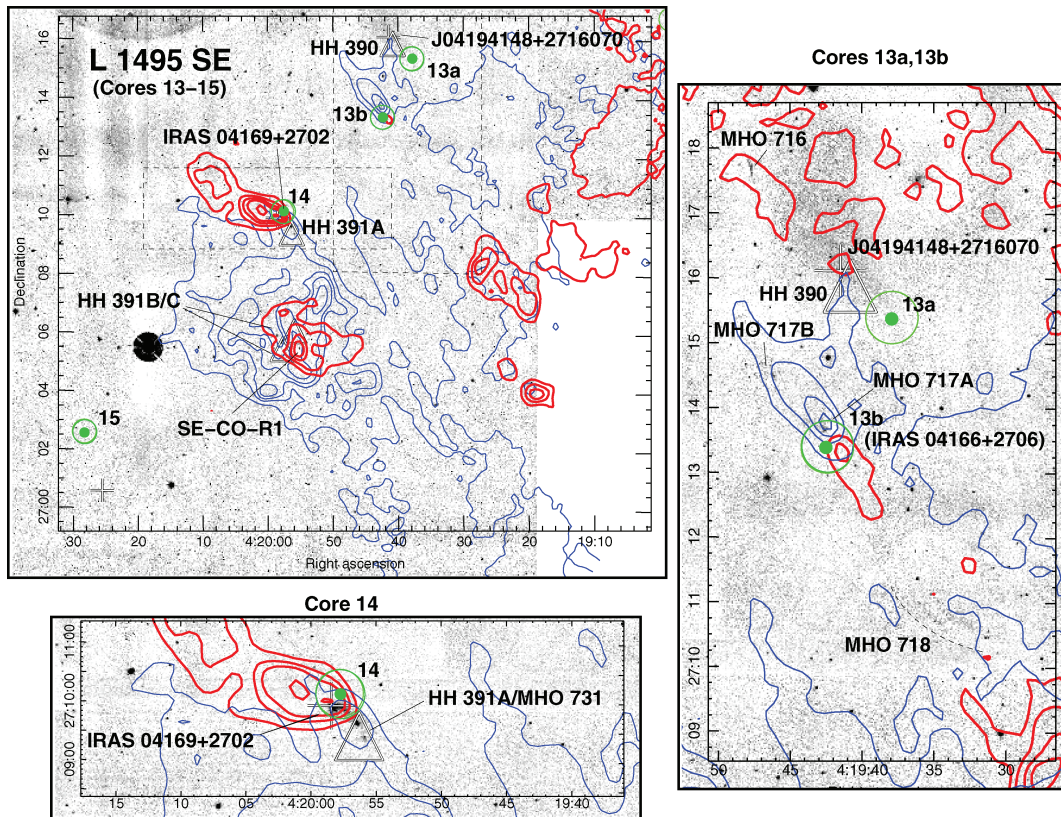 L 1495 SE
(Cores 13–15)
HH 390
J04194148+2716070
13a
13b
IRAS 04169+2702
14
HH 391A
HH 391B/C
SE–CO–R1
15
Declination
16
14
12
10
08
06
04
02
27:00
30
20
10
4:20:00
50
40
30
20
19:10
Right ascension
Cores 13a,13b
MHO 716
J04194148+2716070
HH 390
13a
MHO 717B
MHO 717A
13b
(IRAS 04166+2706)
MHO 718
18
17
16
15
14
13
12
11
27:10
09
50
45
4:19:40
35
30
Core 14
14
HH 391A/MHO 731
IRAS 04169+2702
11:00
27:10:00
09:00
15
10
05
4:20:00
55
50
45
19:40